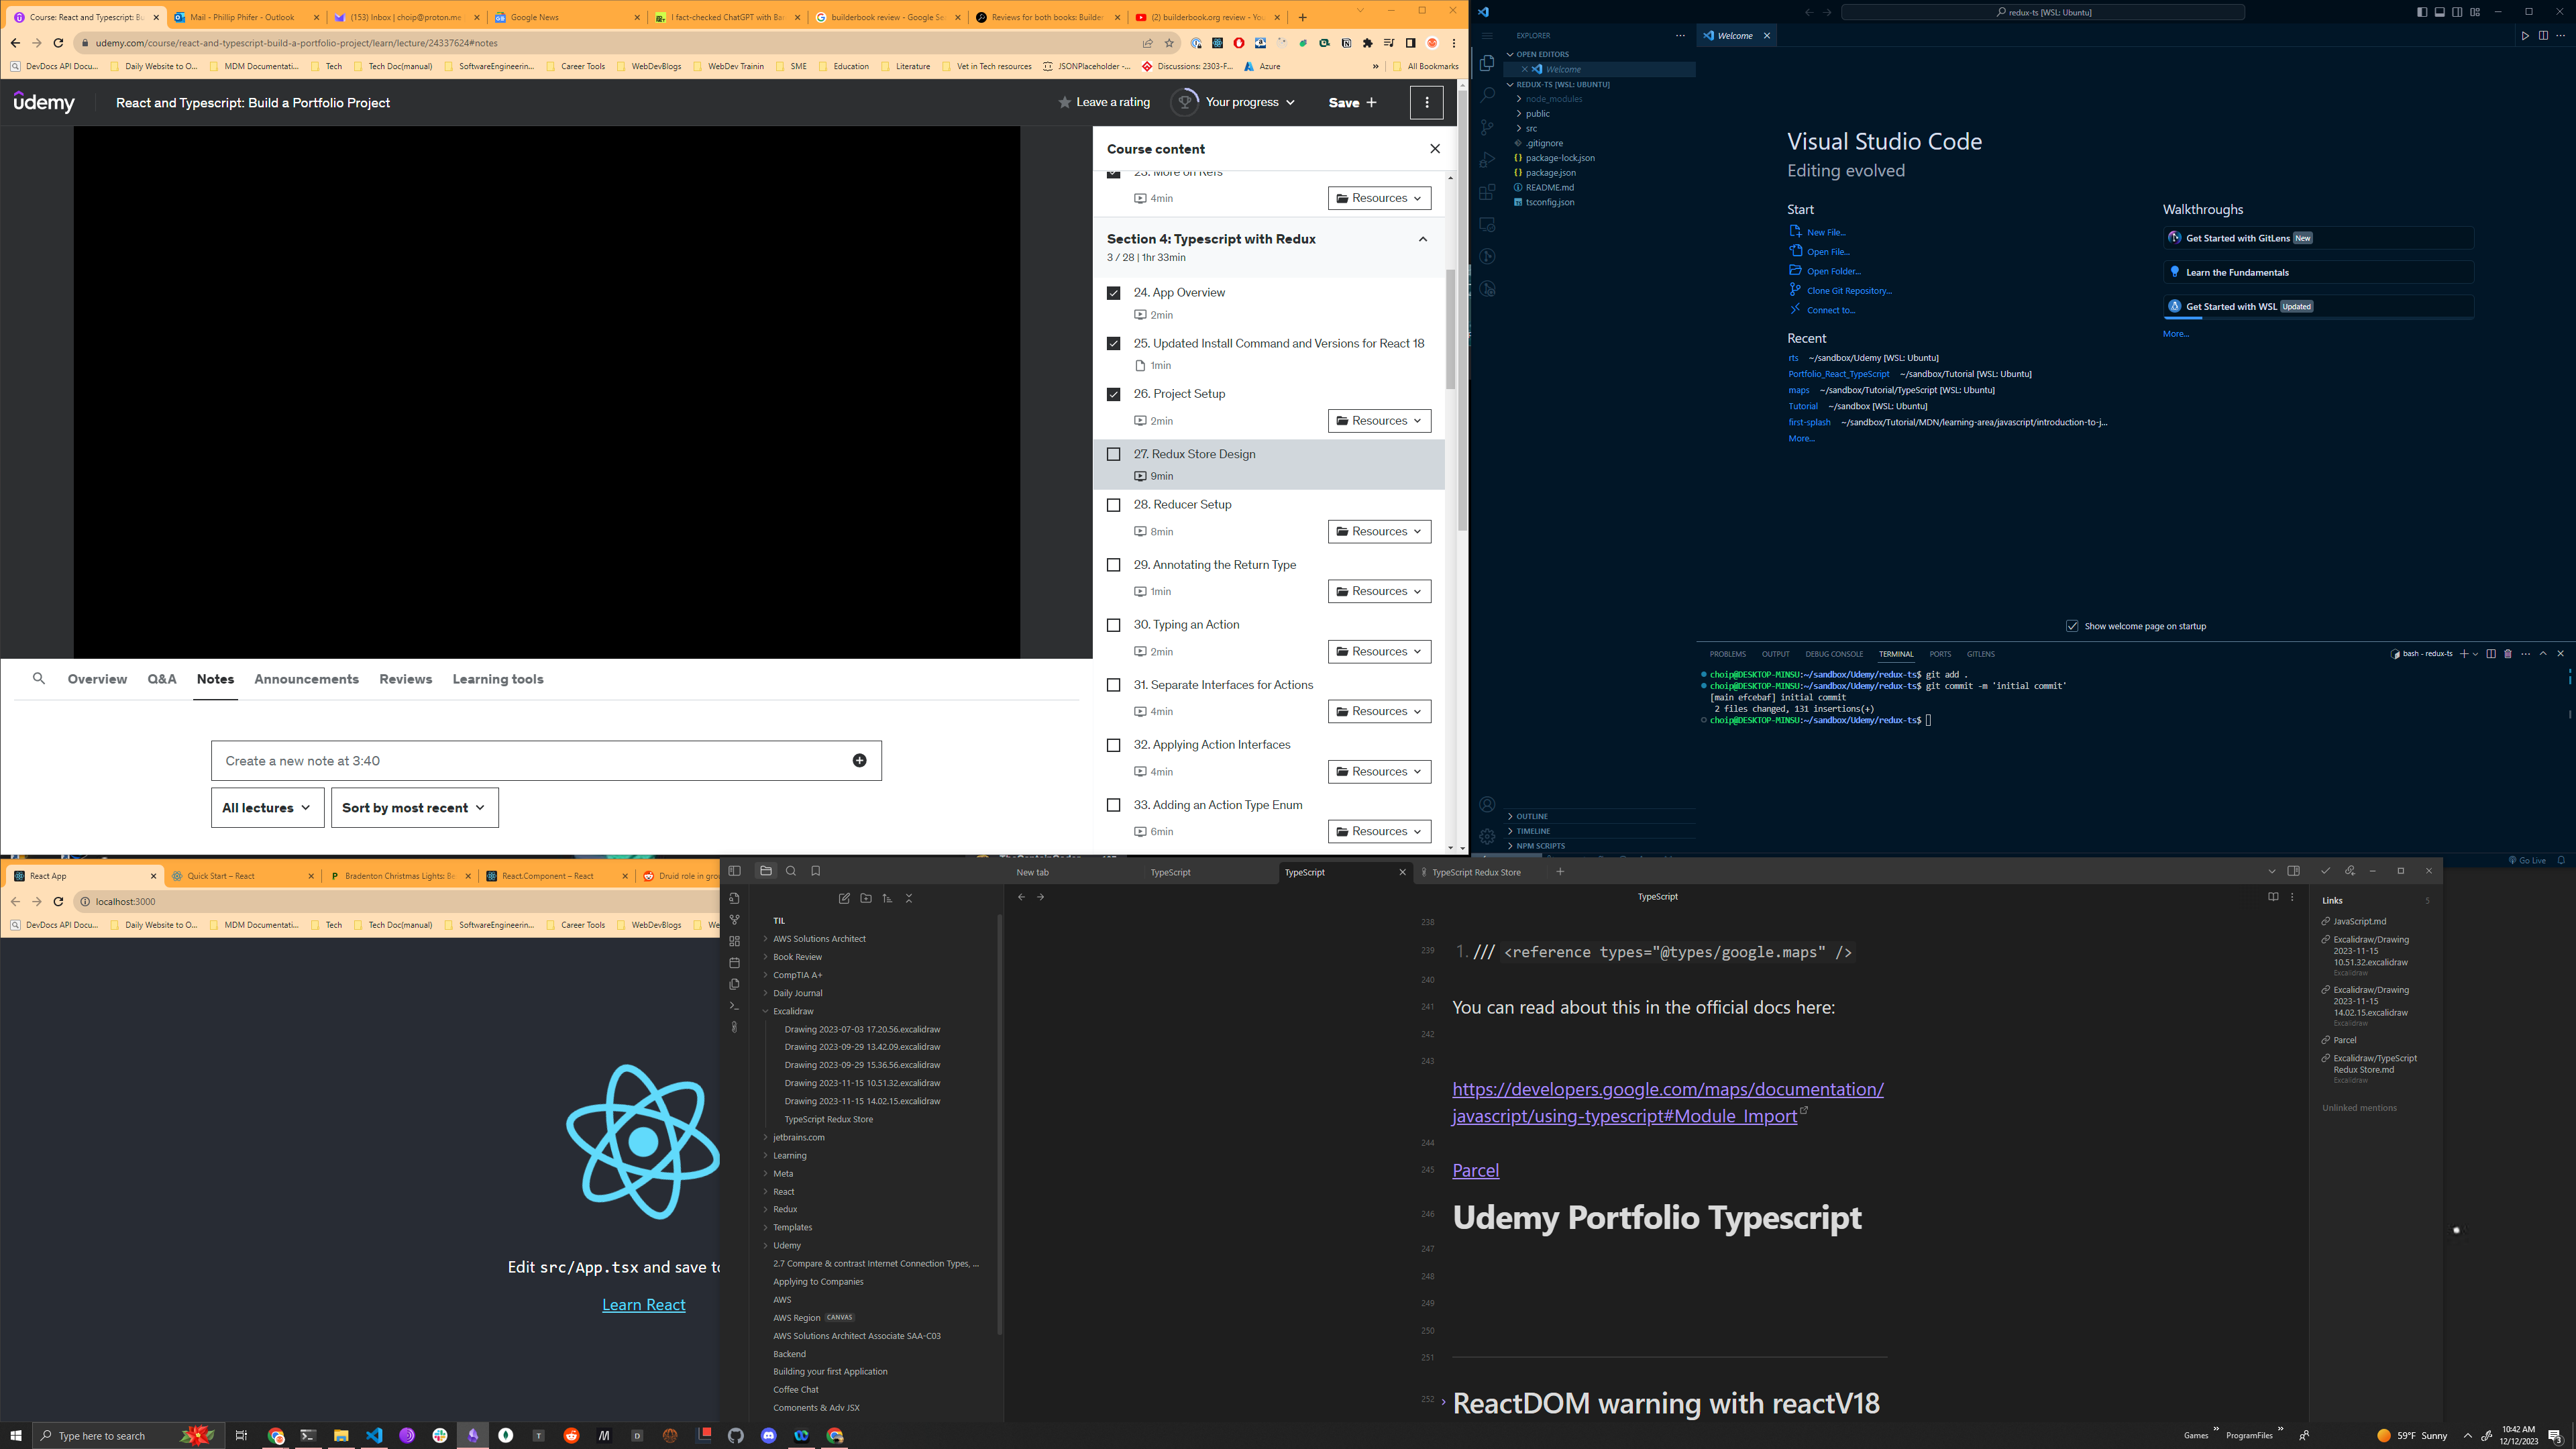 Course: React and Typescript: Bu
Mail - Phillip Phifer - Outlook
(153) Inbox | choip@proton.me
Google News
I fact-checked ChatGPT with Ba
builderbook review - Google Se
Reviews for both books: Builder
(2) builderbook.org review - You
udemy.com/course/react-and-typescript-build-a-portfolio-project/learn/lecture/24337624#notes
DevDocs API Docu...
Daily Website to O...
MDM Documentati...
Tech
Tech Doc(manual)
SoftwareEngineerin...
Career Tools
WebDevBlogs
WebDev Trainin
SME
Education
Literature
Vet in Tech resources
JSONPlaceholder -...
Discussions: 2303-F...
Azure
All Bookmarks
udemy
React and Typescript: Build a Portfolio Project
Leave a rating
Your progress
Save
Course content
23. More on Refs
4min
Resources
Section 4: Typescript with Redux
3 / 28 | 1hr 33min
24. App Overview
2min
25. Updated Install Command and Versions for React 18
1min
26. Project Setup
2min
Resources
27. Redux Store Design
9min
28. Reducer Setup
8min
Resources
29. Annotating the Return Type
1min
Resources
30. Typing an Action
2min
Resources
31. Separate Interfaces for Actions
4min
Resources
32. Applying Action Interfaces
4min
Resources
33. Adding an Action Type Enum
6min
Resources
Overview
Q&A
Notes
Announcements
Reviews
Learning tools
Create a new note at 3:40
All lectures
Sort by most recent
redux-ts [WSL: Ubuntu]
EXPLORER
Welcome
OPEN EDITORS
Welcome
REDUX-TS [WSL: UBUNTU]
node_modules
public
src
.gitignore
package-lock.json
package.json
README.md
tsconfig.json
OUTLINE
TIMELINE
NPM SCRIPTS
Visual Studio Code
Editing evolved
Start
New File...
Open File...
Open Folder...
Clone Git Repository...
Connect to...
Recent
rts ~/sandbox/Udemy [WSL: Ubuntu]
Portfolio_React_TypeScript ~/sandbox/Tutorial [WSL: Ubuntu]
maps ~/sandbox/Tutorial/TypeScript [WSL: Ubuntu]
Tutorial ~/sandbox [WSL: Ubuntu]
first-splash ~/sandbox/Tutorial/MDN/learning-area/javascript/introduction-to-j...
More...
Walkthroughs
Get Started with GitLens New
Learn the Fundamentals
Get Started with WSL Updated
More...
Show welcome page on startup
PROBLEMS
OUTPUT
DEBUG CONSOLE
TERMINAL
PORTS
GITLENS
bash - redux-ts
choip@DESKTOP-MINSU:~/sandbox/Udemy/redux-ts$ git add .
choip@DESKTOP-MINSU:~/sandbox/Udemy/redux-ts$ git commit -m 'initial commit'
[main efcebaf] initial commit
2 files changed, 131 insertions(+)
choip@DESKTOP-MINSU:~/sandbox/Udemy/redux-ts$
Go Live
React App
Quick Start – React
Bradenton Christmas Lights: Be
React.Component – React
Druid role in grou
localhost:3000
DevDocs API Docu...
Daily Website to O...
MDM Documentati...
Tech
Tech Doc(manual)
SoftwareEngineerin...
Career Tools
WebDevBlogs
We
Edit src/App.tsx and save to
Learn React
New tab
TypeScript
TypeScript
TypeScript Redux Store
TypeScript
TIL
AWS Solutions Architect
Book Review
CompTIA A+
Daily Journal
Excalidraw
Drawing 2023-07-03 17.20.56.excalidraw
Drawing 2023-09-29 13.42.09.excalidraw
Drawing 2023-09-29 15.36.56.excalidraw
Drawing 2023-11-15 10.51.32.excalidraw
Drawing 2023-11-15 14.02.15.excalidraw
TypeScript Redux Store
jetbrains.com
Learning
Meta
React
Redux
Templates
Udemy
2.7 Compare & contrast Internet Connection Types, ...
Applying to Companies
AWS
AWS Region CANVAS
AWS Solutions Architect Associate SAA-C03
Backend
Building your first Application
Coffee Chat
Comonents & Adv JSX
238
239 1. /// <reference types="@types/google.maps" />
240
241 You can read about this in the official docs here:
242
243
https://developers.google.com/maps/documentation/
javascript/using-typescript#Module_Import
244
245 Parcel
246 Udemy Portfolio Typescript
247
248
249
250
251
252 ReactDOM warning with reactV18
Links 5
JavaScript.md
Excalidraw/Drawing
2023-11-15
10.51.32.excalidraw
Excalidraw
Excalidraw/Drawing
2023-11-15
14.02.15.excalidraw
Excalidraw
Parcel
Excalidraw/TypeScript
Redux Store.md
Excalidraw
Unlinked mentions
Type here to search
Games
ProgramFiles
59°F Sunny
10:42 AM
12/12/2023